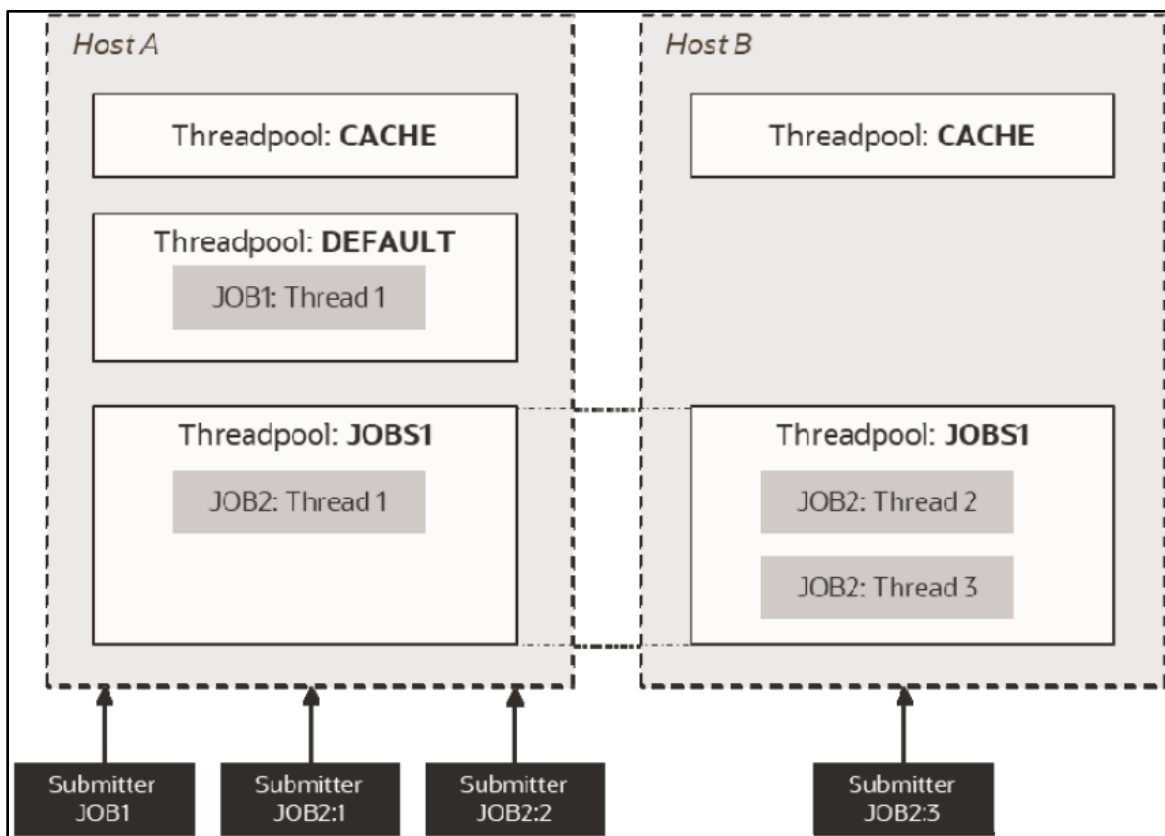 Host A
Threadpool: CACHE
Threadpool: DEFAULT
JOB1: Thread 1
Threadpool: JOBS1
JOB2: Thread 1
Host B
Threadpool: CACHE
Threadpool: JOBS1
JOB2: Thread 2
JOB2: Thread 3
Submitter
JOB1
Submitter
JOB2:1
Submitter
JOB2:2
Submitter
JOB2:3